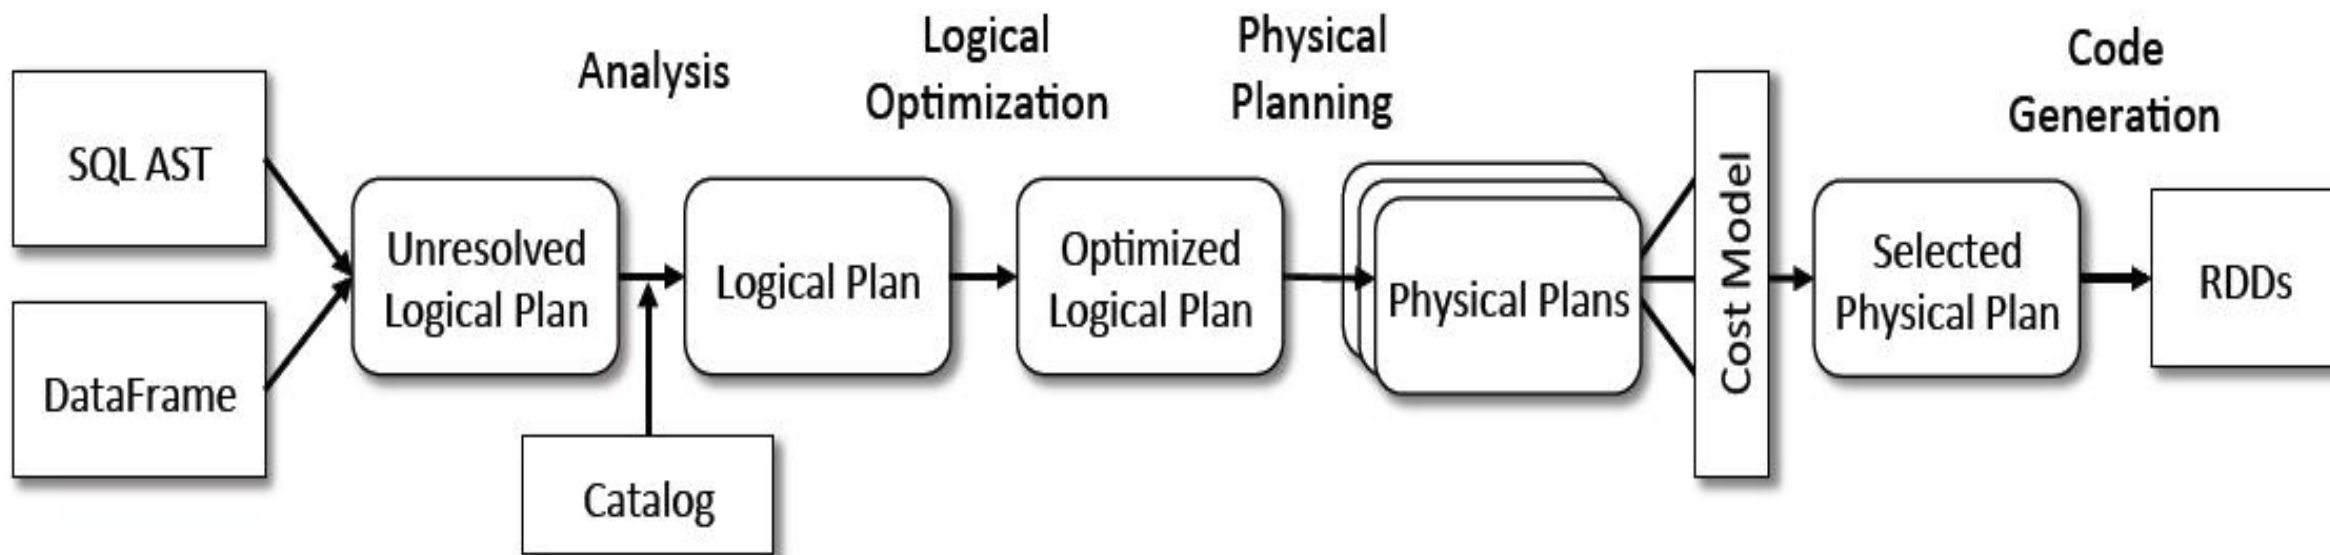 Analysis
Logical
Optimization
Physical
Planning
Code
Generation
SQL AST
DataFrame
Unresolved
Logical Plan
Catalog
Logical Plan
Optimized
Logical Plan
Physical Plans
Cost Model
Selected
Physical Plan
RDDs